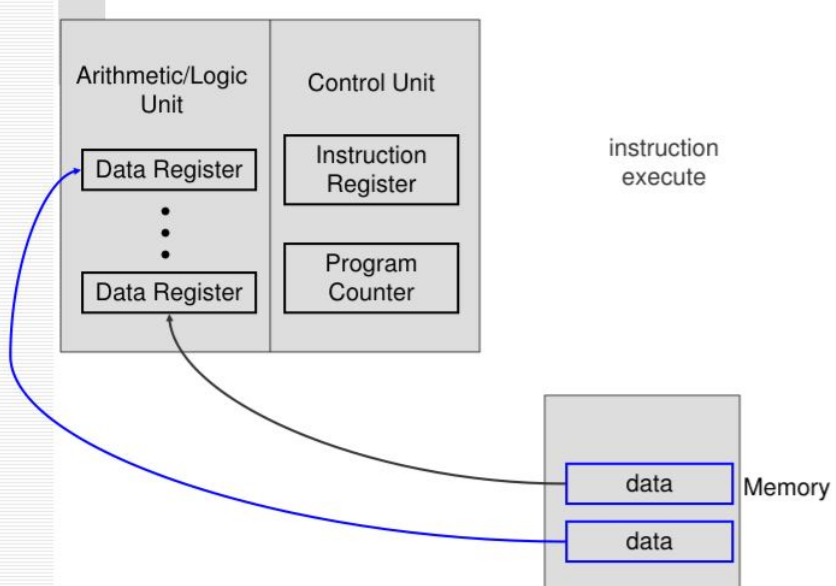 Arithmetic/Logic
Unit
Data Register
Data Register
Control Unit
Instruction
Register
Program
Counter
instruction
execute
data
Memory
data